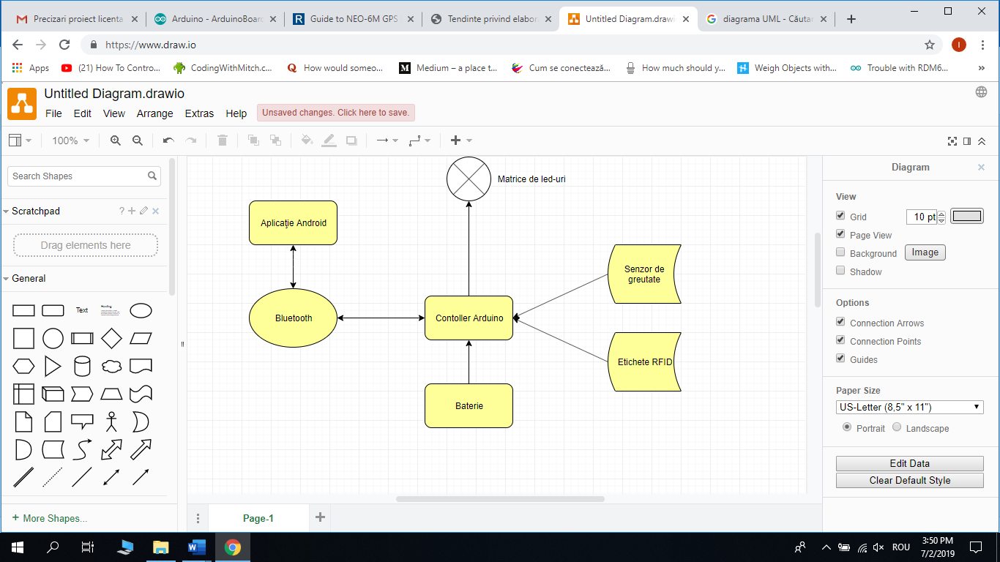 Precizari proiect licenta
Arduino - ArduinoBoard
Guide to NEO-6M GPS
Tendinte privind elabora
Untitled Diagram.drawio
diagrama UML - Căutar
https://www.draw.io
Apps
(21) How To Contro...
CodingWithMitch.c...
How would someo...
Medium – a place t...
Cum se conectează...
How much should y...
Weigh Objects with...
Trouble with RDM6...
»
Untitled Diagram.drawio
File Edit View Arrange Extras Help
Unsaved changes. Click here to save.
100%
Search Shapes
Scratchpad
?
Drag elements here
General
Text
Heading
More Shapes...
Matrice de led-uri
Aplicaţie Android
Senzor de
greutate
Bluetooth
Contoller Arduino
Etichete RFID
Baterie
Page-1
Diagram
View
Grid
10 pt
Page View
Background
Image
Shadow
Options
Connection Arrows
Connection Points
Guides
Paper Size
US-Letter (8,5" x 11")
Portrait
Landscape
Edit Data
Clear Default Style
ROU
3:50 PM
7/2/2019